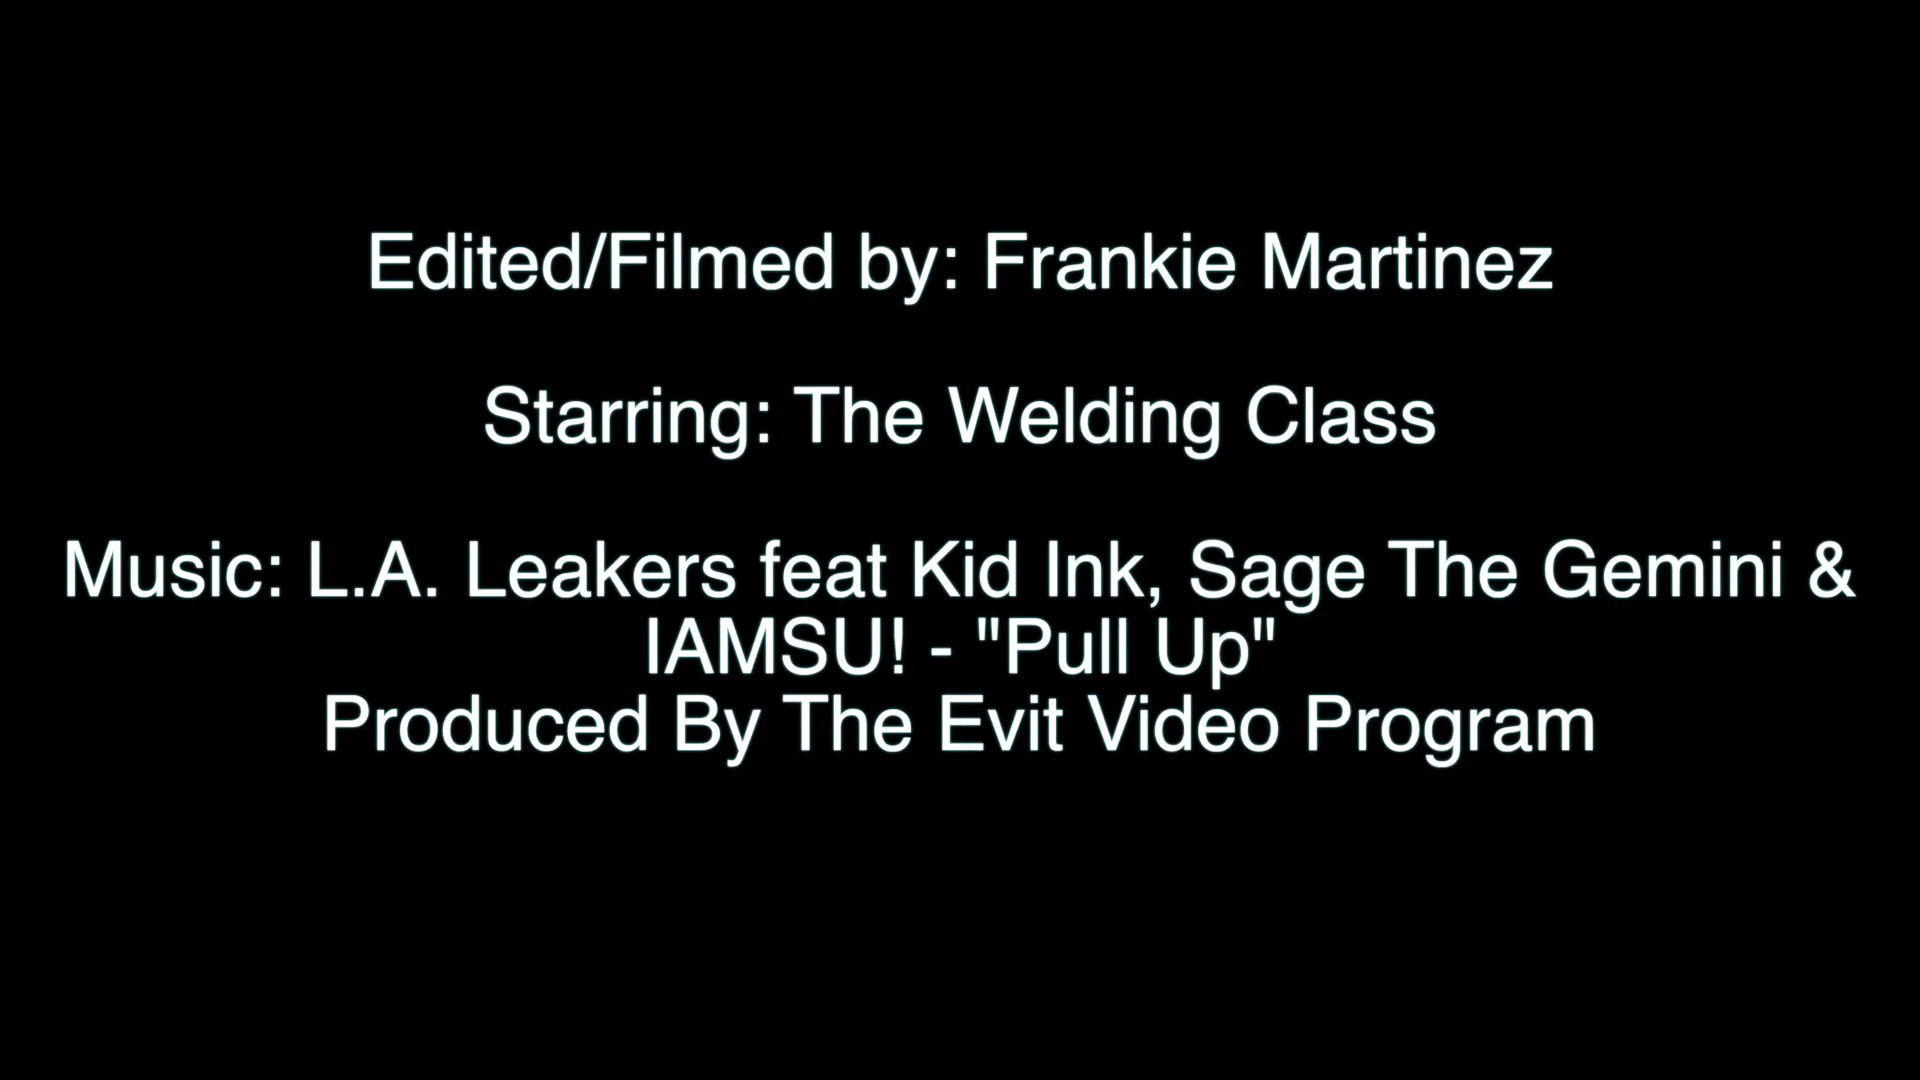 Edited/Filmed by: Frankie Martinez
Starring: The Welding Class
Music: L.A. Leakers feat Kid Ink, Sage The Gemini &
IAMSU! - "Pull Up"
Produced By The Evit Video Program